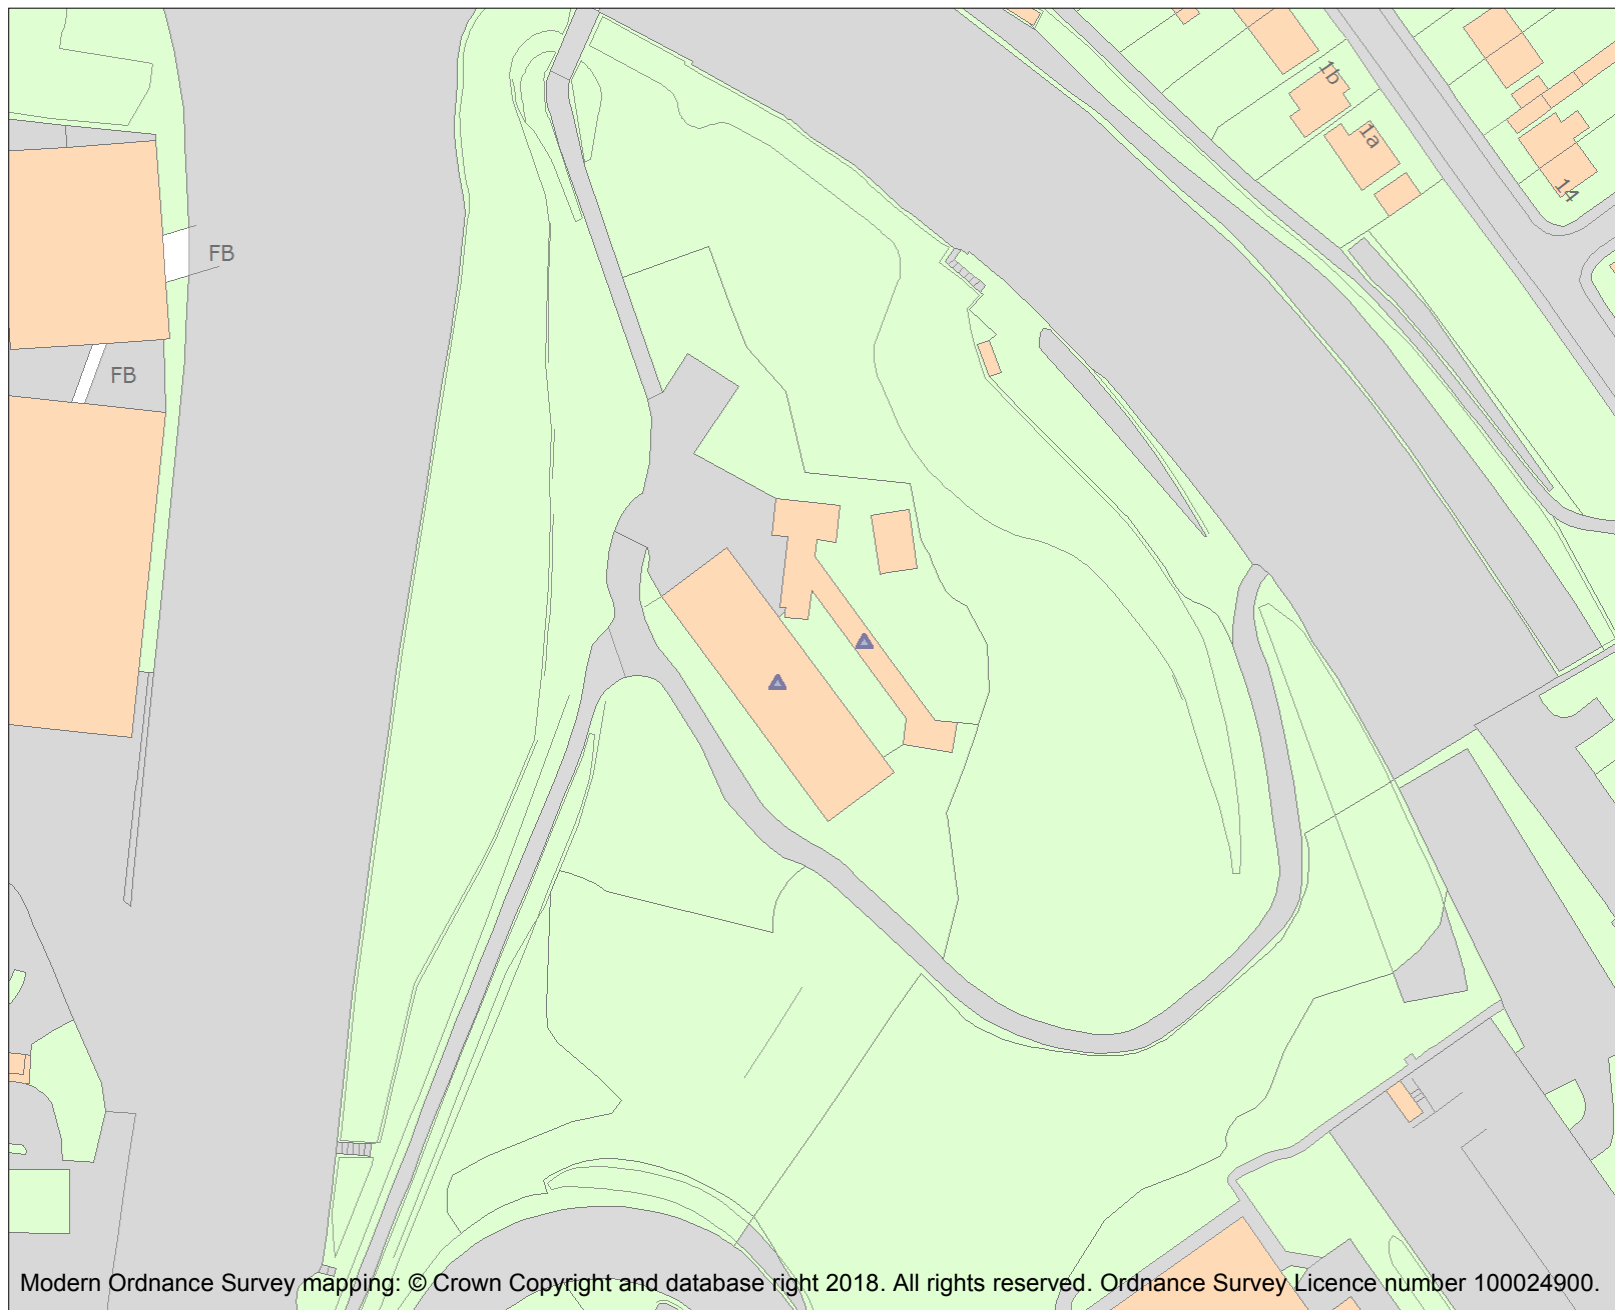 1b
1a
14
FB
FB
Modern Ordnance Survey mapping: © Crown Copyright and database right 2018. All rights reserved. Ordnance Survey Licence number 100024900.